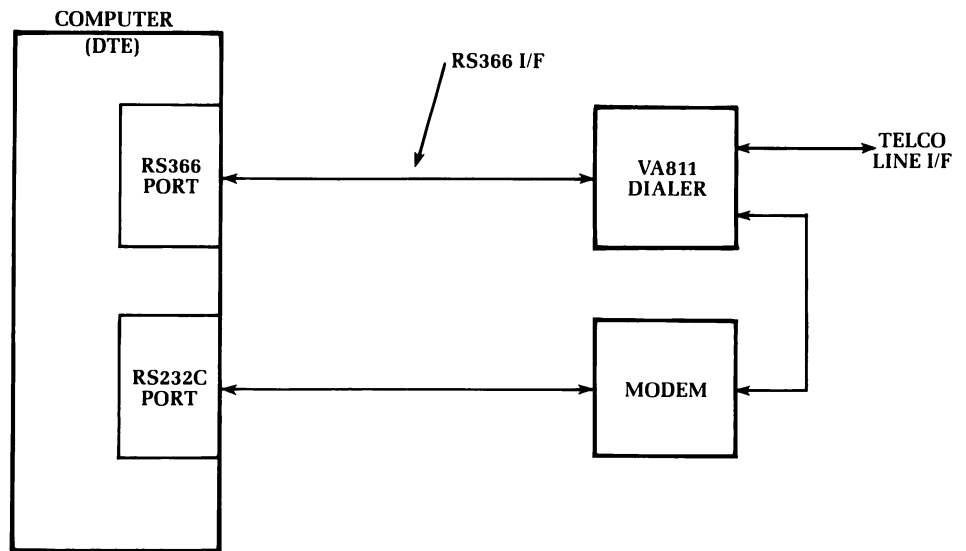 COMPUTER
(DTE)
RS366 I/F
RS366
PORT
VA811
DIALER
TELCO
LINE I/F
RS232C
PORT
MODEM